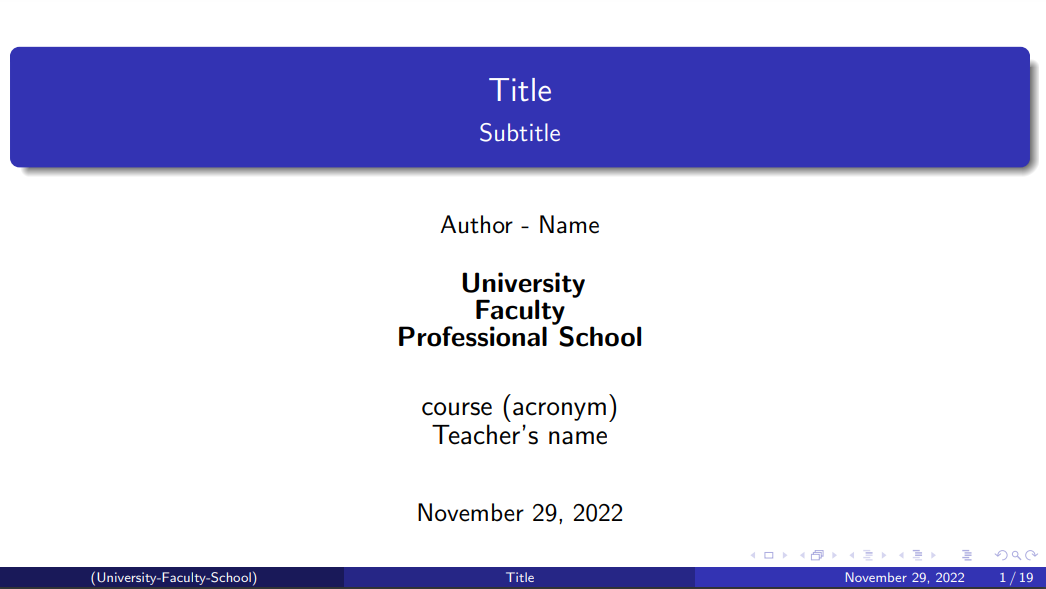 Title
Subtitle
Author - Name
University
Faculty
Professional School
course (acronym)
Teacher's name
November 29, 2022
(University-Faculty-School) Title November 29, 2022 1 / 19